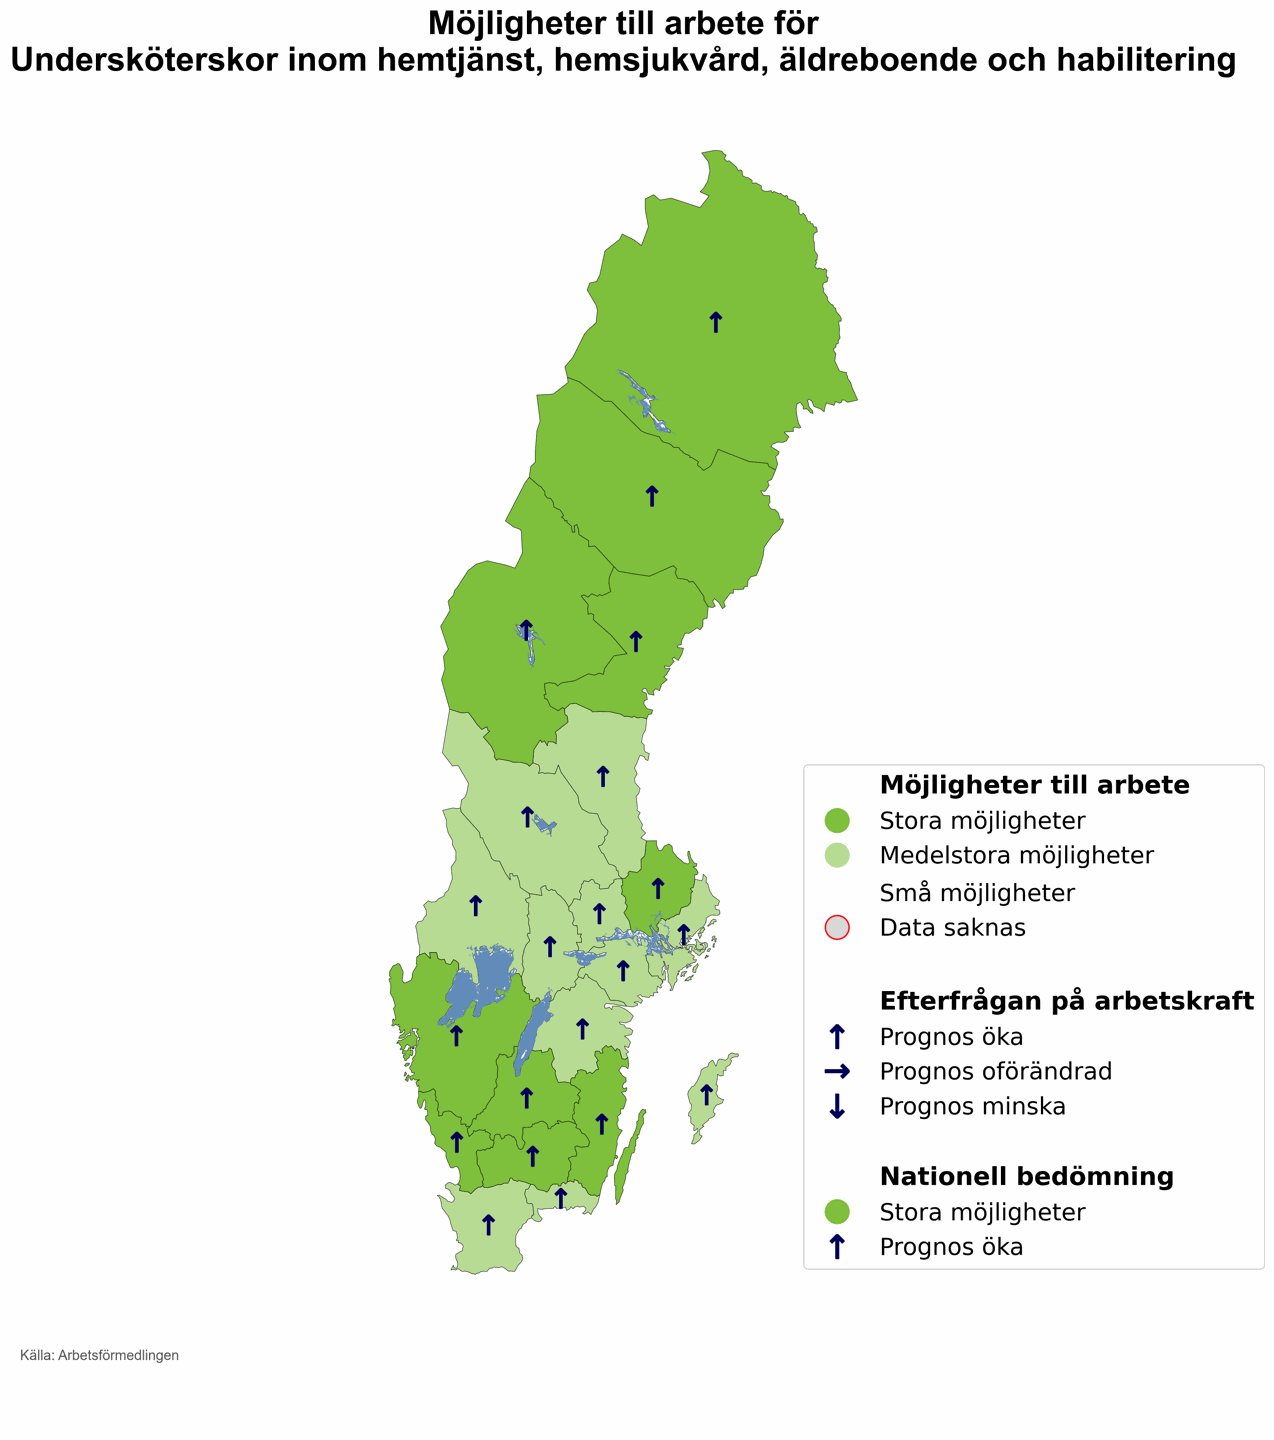 Möjligheter till arbete för
Undersköterskor inom hemtjänst, hemsjukvård, äldreboende och habilitering
Möjligheter till arbete
Stora möjligheter
Medelstora möjligheter
Små möjligheter
Data saknas
Efterfrågan på arbetskraft
Prognos öka
Prognos oförändrad
Prognos minska
Nationell bedömning
Stora möjligheter
Prognos öka
Källa: Arbetsförmedlingen